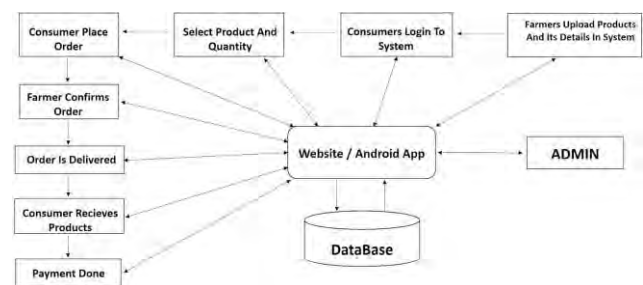 Consumer Place
Order
Select Product And
Quantity
Consumers Login To
System
Farmers Upload Products
And Its Details In System
Farmer Confirms
Order
Order Is Delivered
Website / Android App
ADMIN
Consumer Recieves
Products
DataBase
Payment Done